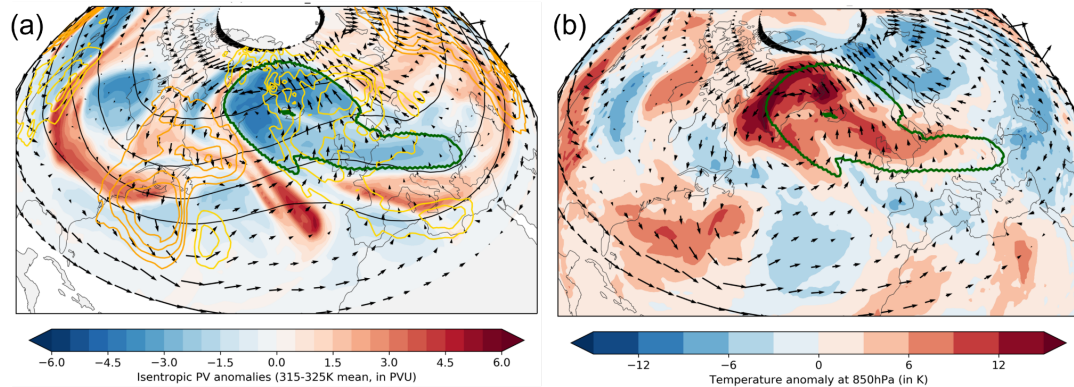 (a)
(b)
−6.0 −4.5 −3.0 −1.5 0.0 1.5 3.0 4.5 6.0
Isentropic PV anomalies (315-325K mean, in PVU)
−12 −6 0 6 12
Temperature anomaly at 850hPa (in K)